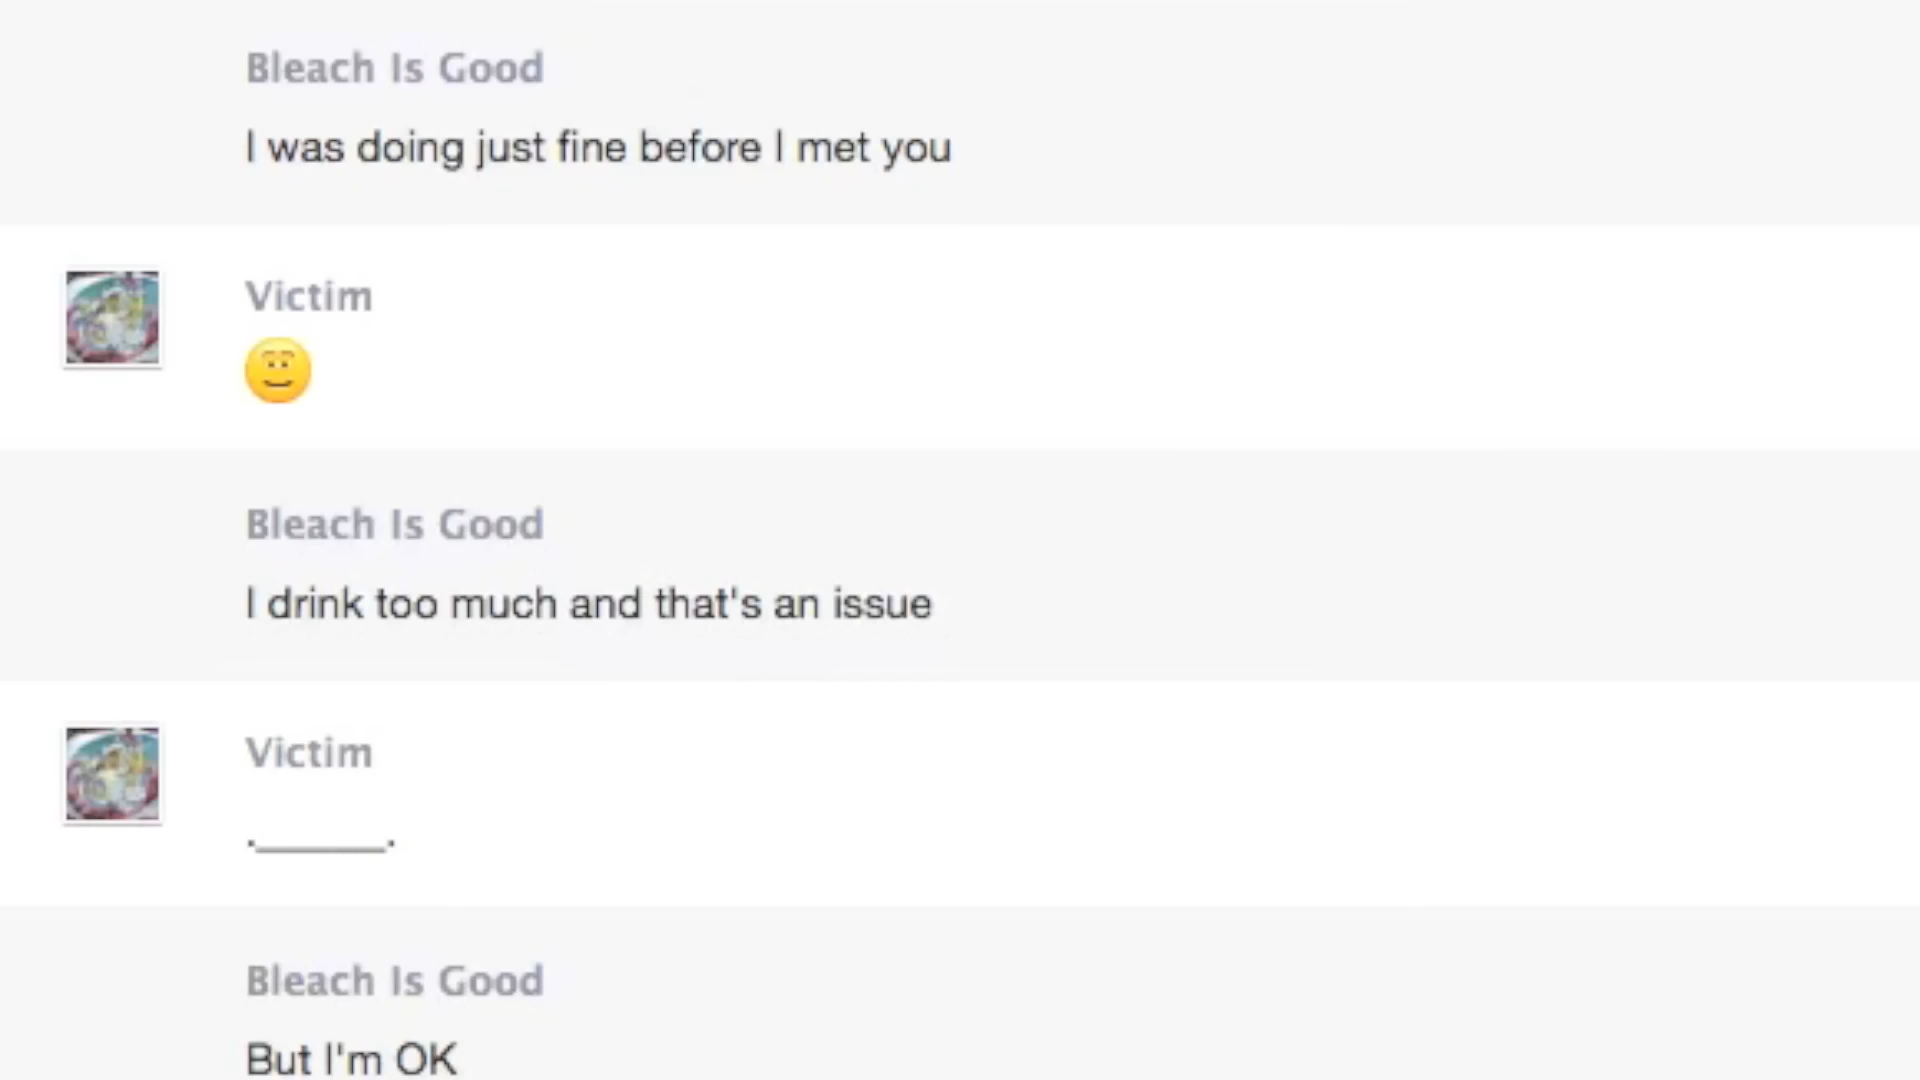 Bleach Is Good
I was doing just fine before I met you
Victim
Bleach Is Good
I drink too much and that's an issue
Victim
.______.
Bleach Is Good
But I'm OK